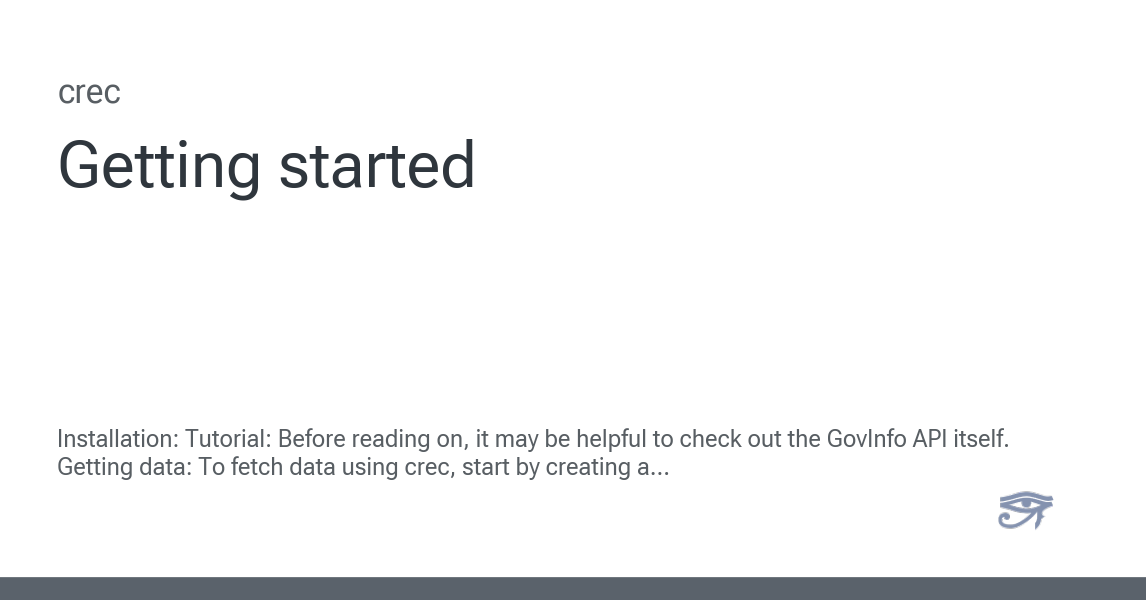 crec
Getting started
Installation: Tutorial: Before reading on, it may be helpful to check out the GovInfo API itself.
Getting data: To fetch data using crec, start by creating a...